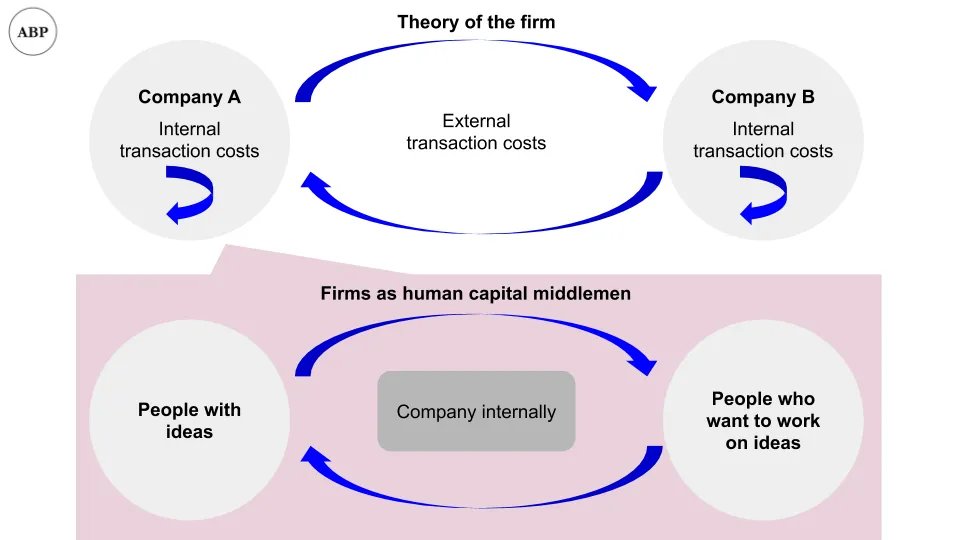 ABP
Theory of the firm
Company A
Internal
transaction costs
External
transaction costs
Company B
Internal
transaction costs
Firms as human capital middlemen
People with
ideas
Company internally
People who
want to work
on ideas